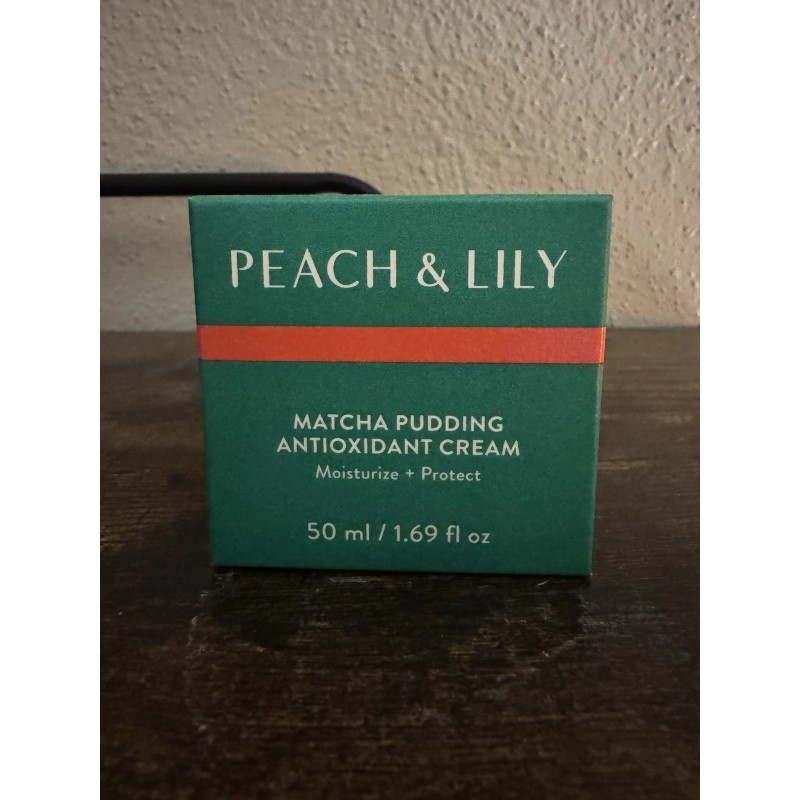 PEACH & LILY
MATCHA PUDDING
ANTIOXIDANT CREAM
Moisturize + Protect
50 ml / 1.69 fl oz